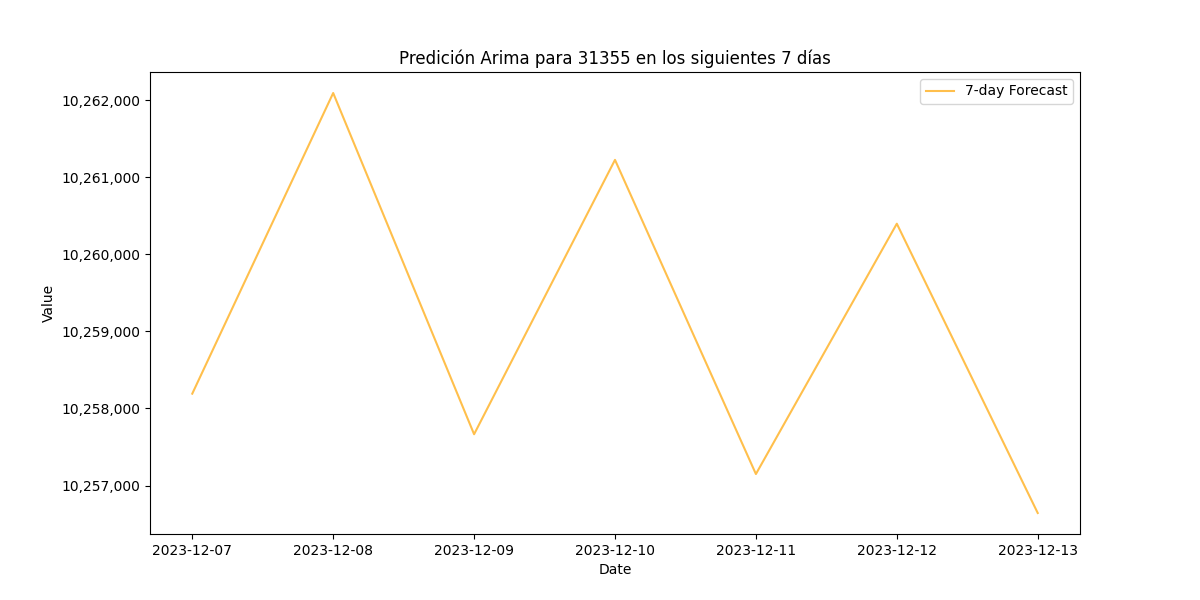 Predición Arima para 31355 en los siguientes 7 días
7-day Forecast
10,262,000
10,261,000
10,260,000
10,259,000
10,258,000
10,257,000
Value
2023-12-07 2023-12-08 2023-12-09 2023-12-10 2023-12-11 2023-12-12 2023-12-13
Date